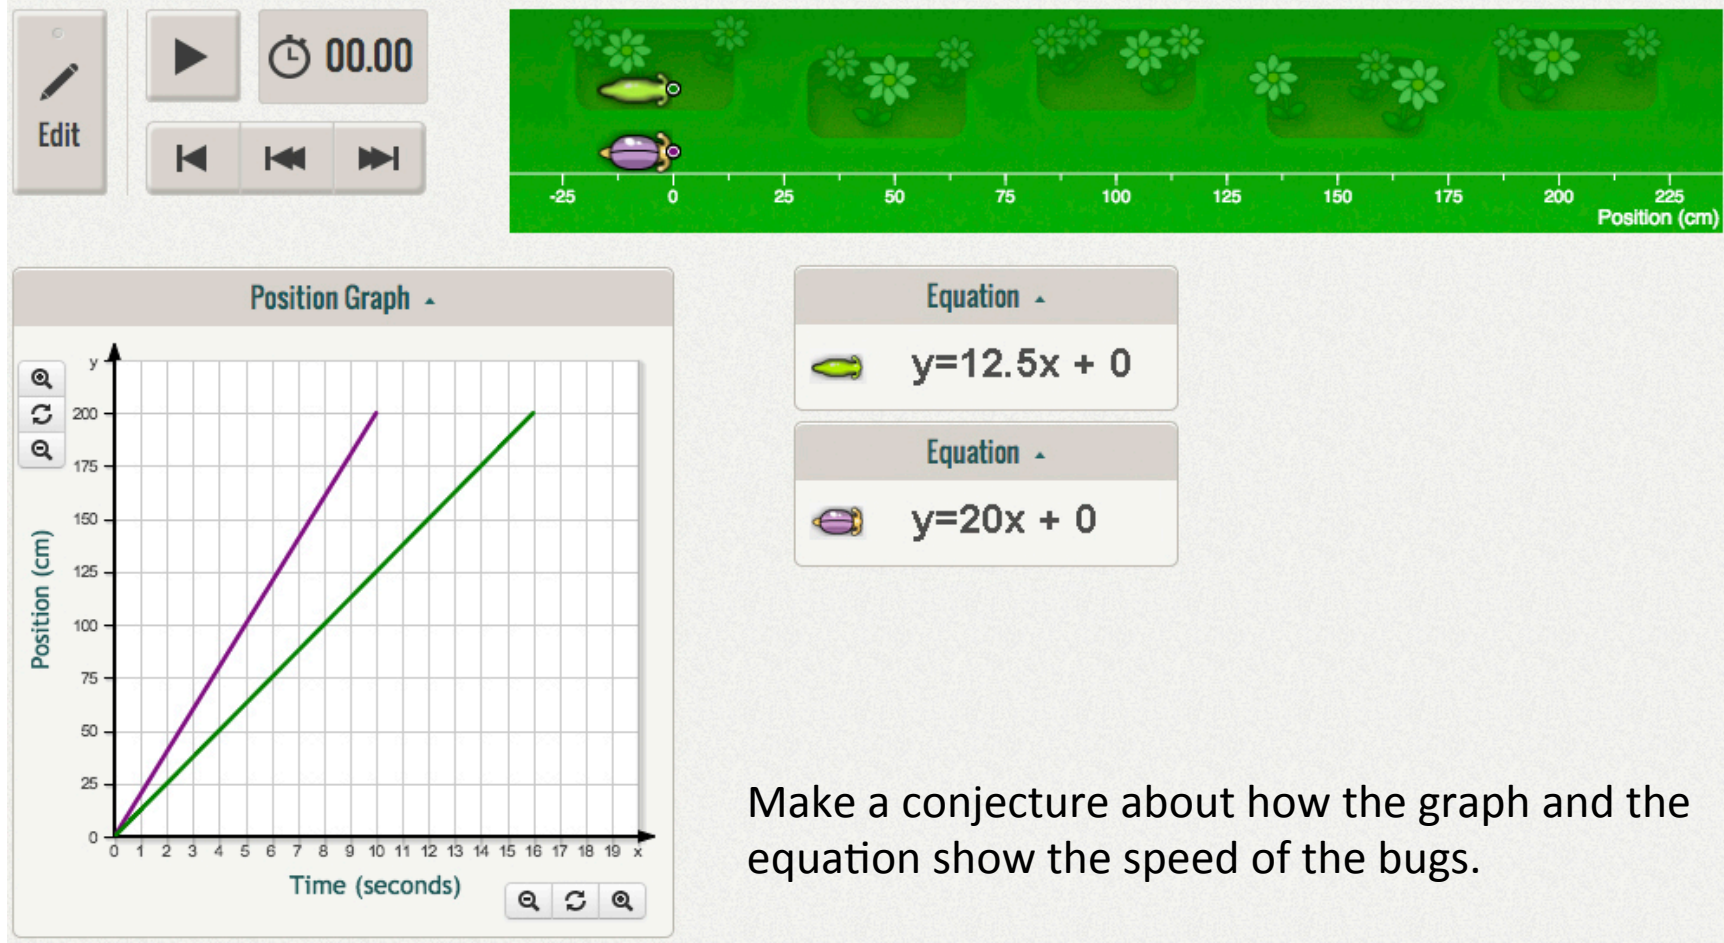 Edit
00.00
-25 0 25 50 75 100 125 150 175 200 225
Position (cm)
Position Graph
y
200
175
150
125
100
75
50
25
0
Position (cm)
0 1 2 3 4 5 6 7 8 9 10 11 12 13 14 15 16 17 18 19 x
Time (seconds)
Equation
y=12.5x + 0
Equation
y=20x + 0
Make a conjecture about how the graph and the
equation show the speed of the bugs.